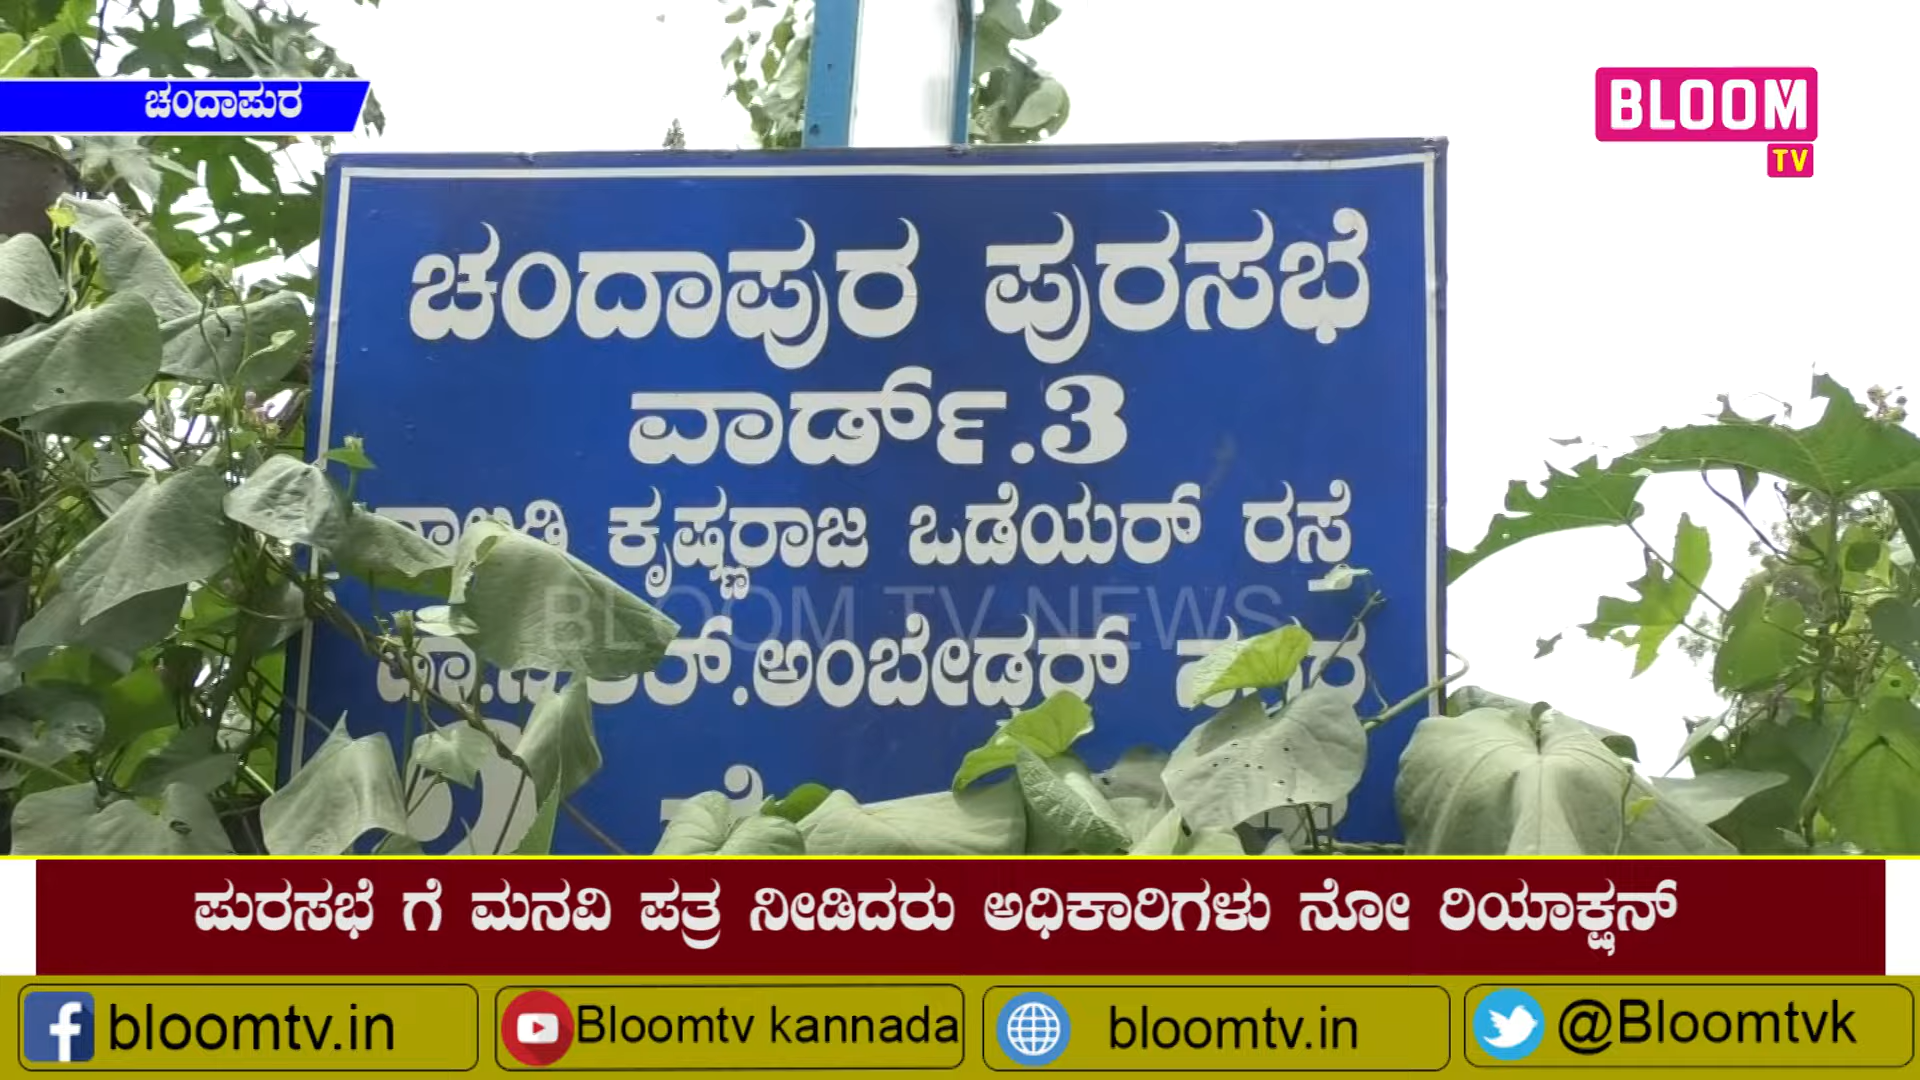 ಚಂದಾಪುರ
BLOOM
TV
ಚಂದಾಪುರ ಪುರಸಭೆ
ವಾರ್ಡ್.3
ಕೃಷ್ಣರಾಜ ಒಡೆಯರ್ ರಸ್ತೆ
BLOOM TV NEWS
ಅಂಬೇಡ್ಕರ್
ಪುರಸಭೆ ಗೆ ಮನವಿ ಪತ್ರ ನೀಡಿದರು ಅಧಿಕಾರಿಗಳು ನೋ ರಿಯಾಕ್ಷನ್
bloomtv.in
Bloomtv kannada
bloomtv.in
@Bloomtvk